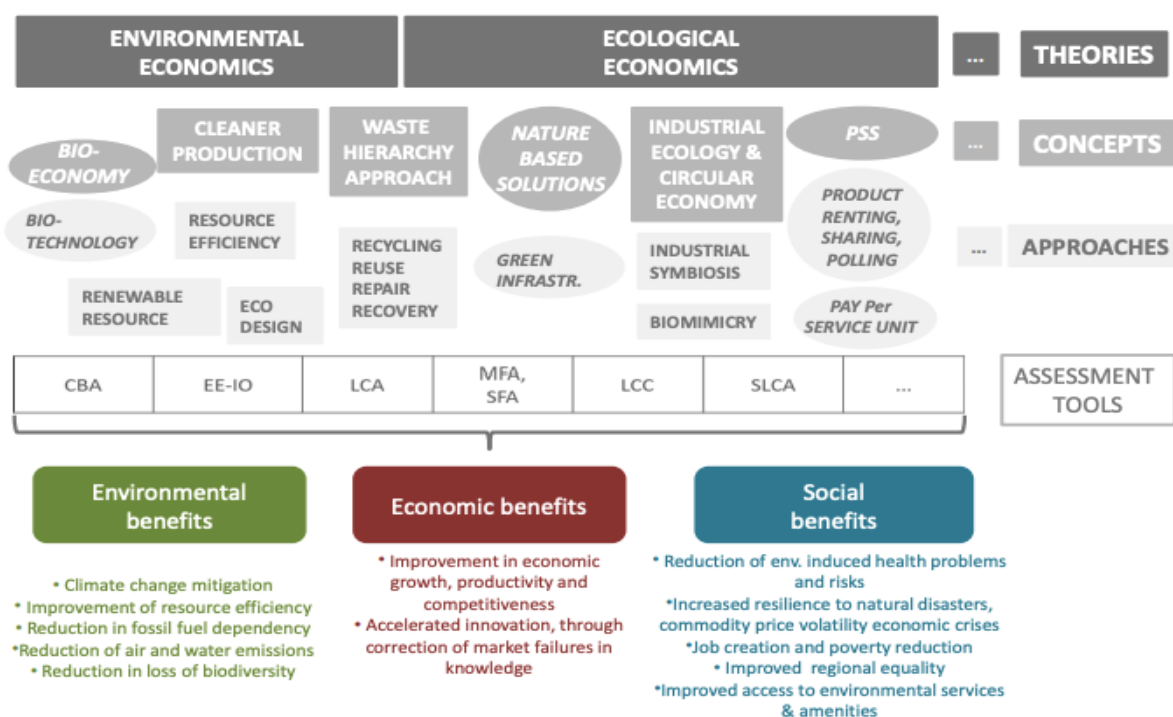 ENVIRONMENTAL
ECONOMICS
ECOLOGICAL
ECONOMICS
...
THEORIES
BIO-
ECONOMY
CLEANER
PRODUCTION
WASTE
HIERARCHY
APPROACH
NATURE
BASED
SOLUTIONS
INDUSTRIAL
ECOLOGY &
CIRCULAR
ECONOMY
PSS
...
CONCEPTS
BIO-
TECHNOLOGY
RESOURCE
EFFICIENCY
RENEWABLE
RESOURCE
ECO
DESIGN
RECYCLING
REUSE
REPAIR
RECOVERY
GREEN
INFRASTR.
INDUSTRIAL
SYMBIOSIS
BIOMIMICRY
PRODUCT
RENTING,
SHARING,
POLLING
PAY Per
SERVICE UNIT
...
APPROACHES
CBA
EE-IO
LCA
MFA,
SFA
LCC
SLCA
...
ASSESSMENT
TOOLS
Environmental
benefits
• Climate change mitigation
• Improvement of resource efficiency
• Reduction in fossil fuel dependency
•Reduction of air and water emissions
• Reduction in loss of biodiversity
Economic benefits
• Improvement in economic
growth, productivity and
competitiveness
• Accelerated innovation, through
correction of market failures in
knowledge
Social
benefits
• Reduction of env. induced health problems
and risks
•Increased resilience to natural disasters,
commodity price volatility economic crises
•Job creation and poverty reduction
• Improved regional equality
•Improved access to environmental services
& amenities